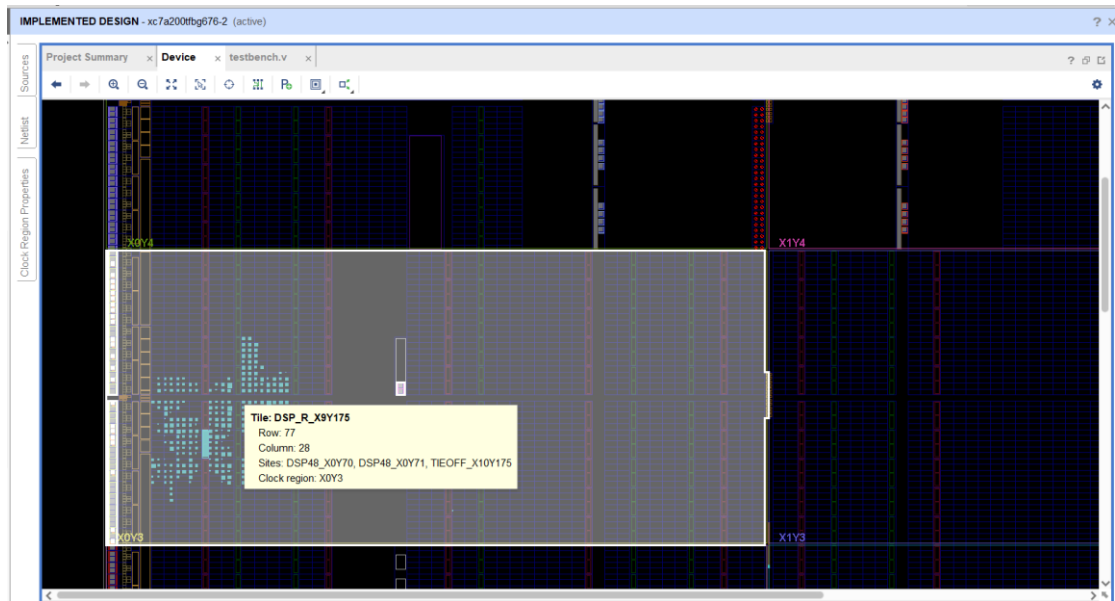 IMPLEMENTED DESIGN - xc7a200tfbg676-2 (active)
Sources
Netlist
Clock Region Properties
Project Summary
Device
testbench.v
X0Y4
X1Y4
Tile: DSP_R_X9Y175
Row: 77
Column: 28
Sites: DSP48_X0Y70, DSP48_X0Y71, TIEOFF_X10Y175
Clock region: X0Y3
X0Y3
X1Y3